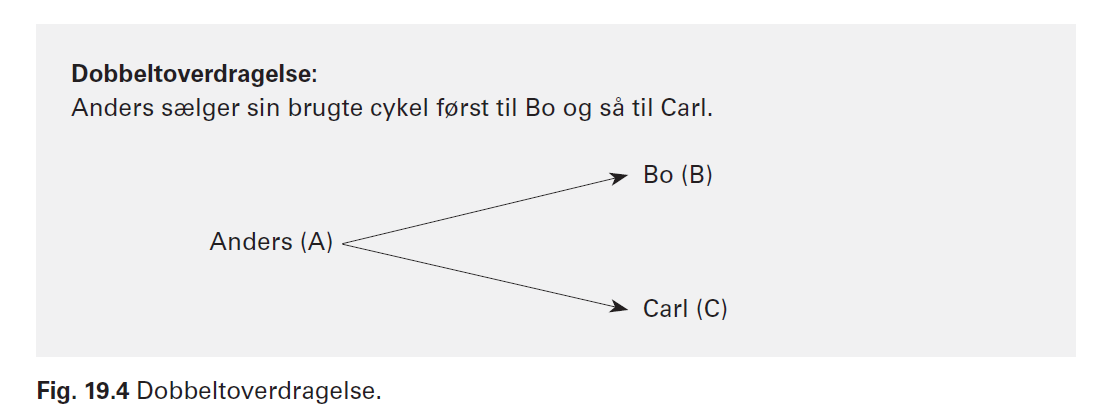 Dobbeltoverdragelse:
Anders sælger sin brugte cykel først til Bo og så til Carl.
Bo (B)
Anders (A)
Carl (C)
Fig. 19.4 Dobbeltoverdragelse.